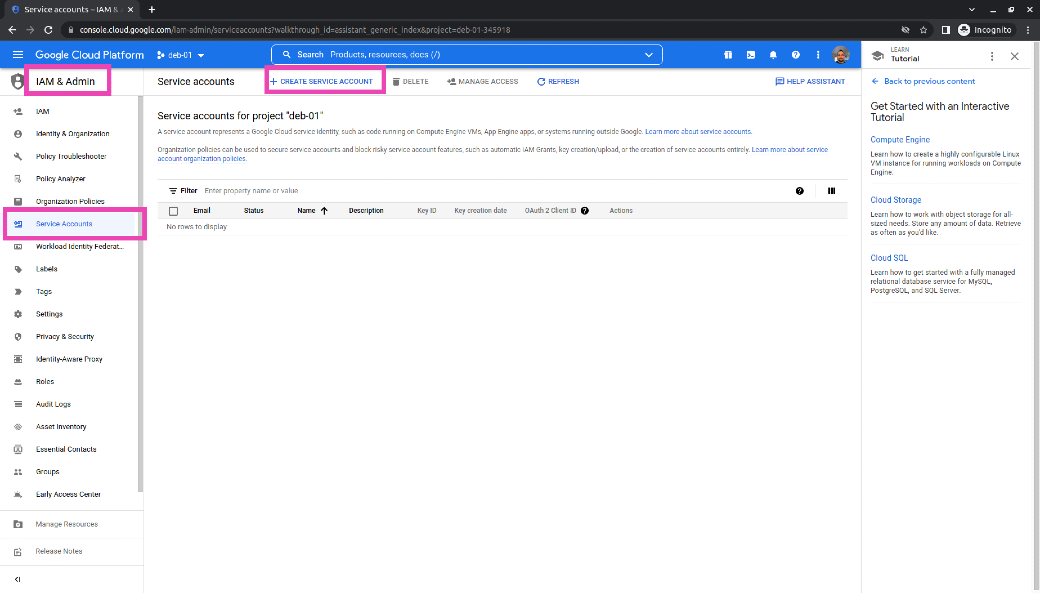 Service accounts – IAM &
console.cloud.google.com/iam-admin/serviceaccounts?walkthrough_id=assistant_generic_index&project=deb-01-345918
Incognito
Google Cloud Platform
deb-01
Search Products, resources, docs (/)
LEARN
Tutorial
IAM & Admin
Service accounts
+ CREATE SERVICE ACCOUNT
DELETE
MANAGE ACCESS
REFRESH
HELP ASSISTANT
IAM
Identity & Organization
Policy Troubleshooter
Policy Analyzer
Organization Policies
Service Accounts
Workload Identity Federat...
Labels
Tags
Settings
Privacy & Security
Identity-Aware Proxy
Roles
Audit Logs
Asset Inventory
Essential Contacts
Groups
Early Access Center
Manage Resources
Release Notes
Service accounts for project "deb-01"
A service account represents a Google Cloud service identity, such as code running on Compute Engine VMs, App Engine apps, or systems running outside Google. Learn more about service accounts.
Organization policies can be used to secure service accounts and block risky service account features, such as automatic IAM Grants, key creation/upload, or the creation of service accounts entirely. Learn more about service
account organization policies.
Filter Enter property name or value
Email Status Name Description Key ID Key creation date OAuth 2 Client ID Actions
No rows to display
Back to previous content
Get Started with an Interactive
Tutorial
Compute Engine
Learn how to create a highly configurable Linux
VM instance for running workloads on Compute
Engine.
Cloud Storage
Learn how to work with object storage for all-
sized needs. Store any amount of data. Retrieve
as often as you'd like.
Cloud SQL
Learn how to get started with a fully managed
relational database service for MySQL,
PostgreSQL, and SQL Server.